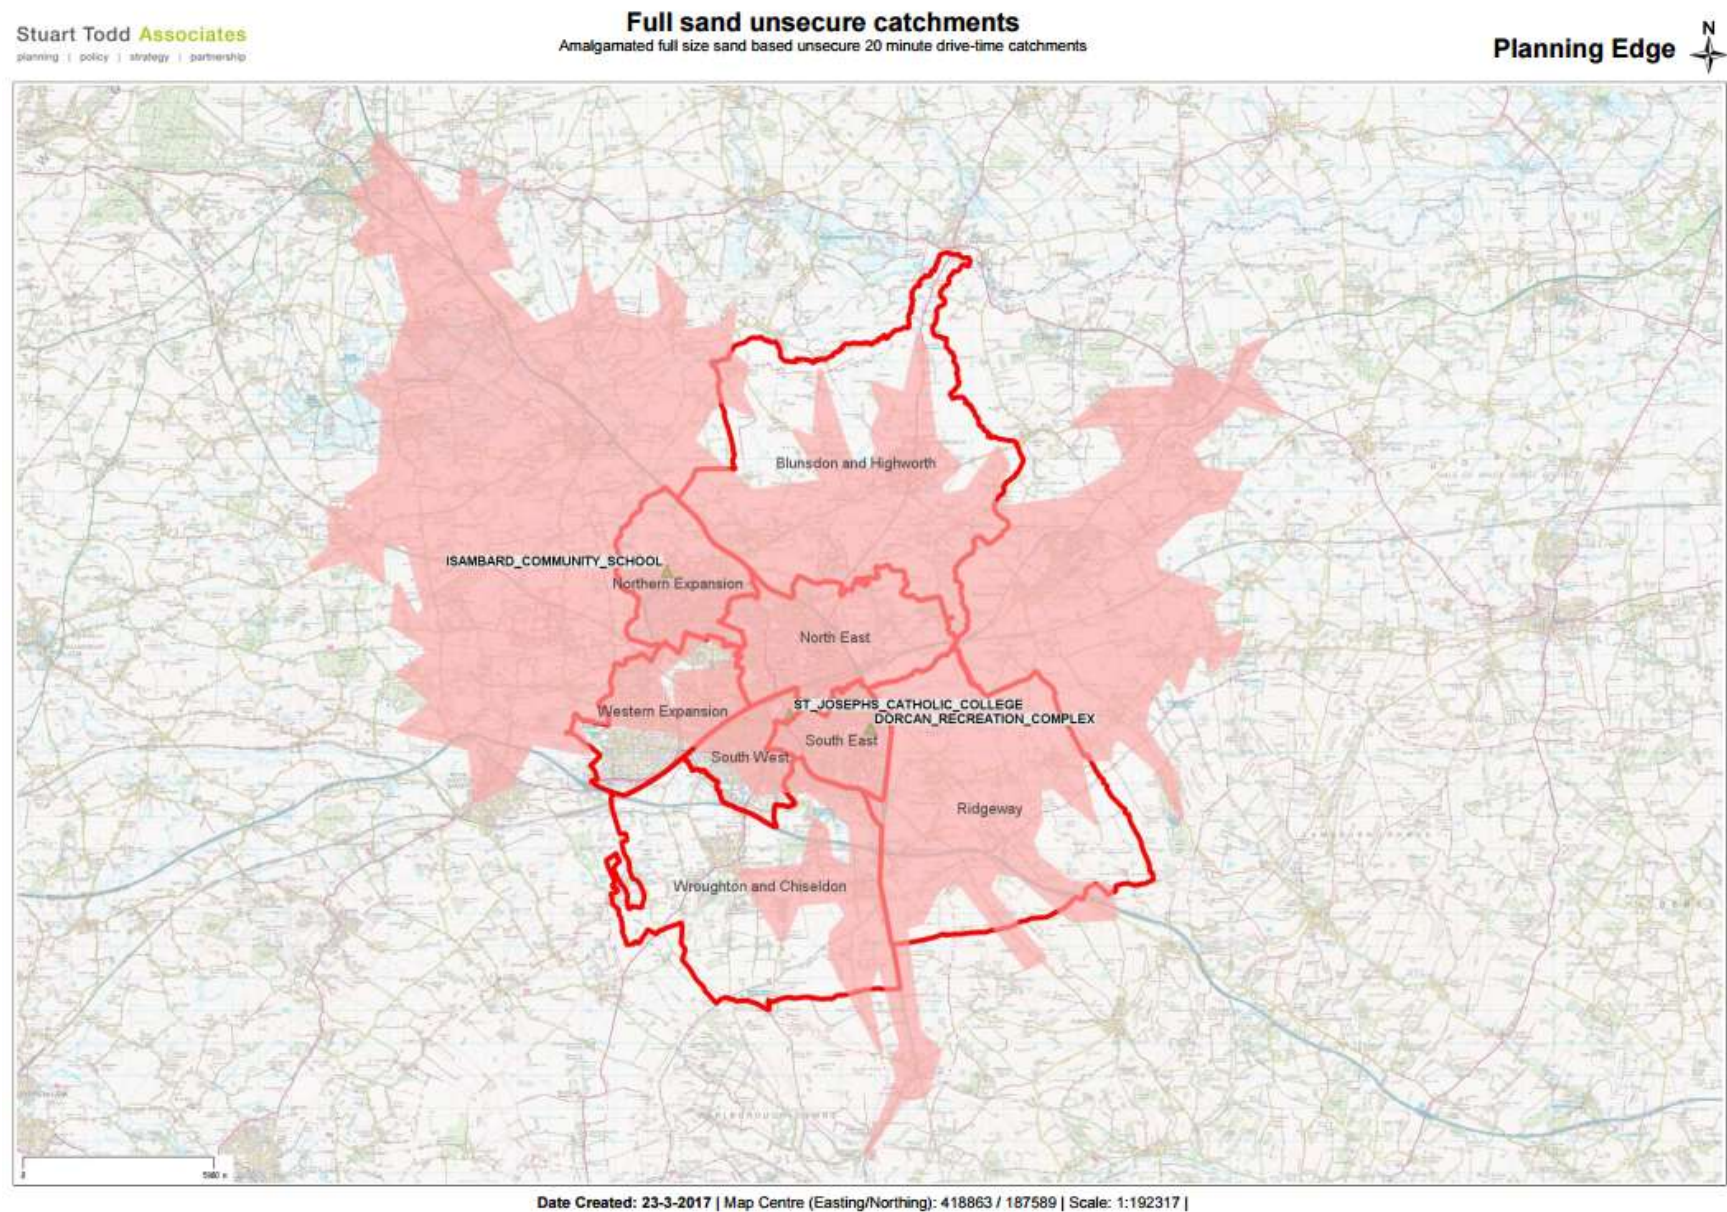 Stuart Todd Associates
planning | policy | strategy | partnership
Full sand unsecure catchments
Amalgamated full size sand based unsecure 20 minute drive-time catchments
Planning Edge
N
Blunsdon and Highworth
ISAMBARD_COMMUNITY_SCHOOL
Northern Expansion
North East
ST_JOSEPHS_CATHOLIC_COLLEGE
Western Expansion
DORCAN_RECREATION_COMPLEX
South East
South West
Ridgeway
Wroughton and Chiseldon
Date Created: 23-3-2017 | Map Centre (Easting/Northing): 418863 / 187589 | Scale: 1:192317 |